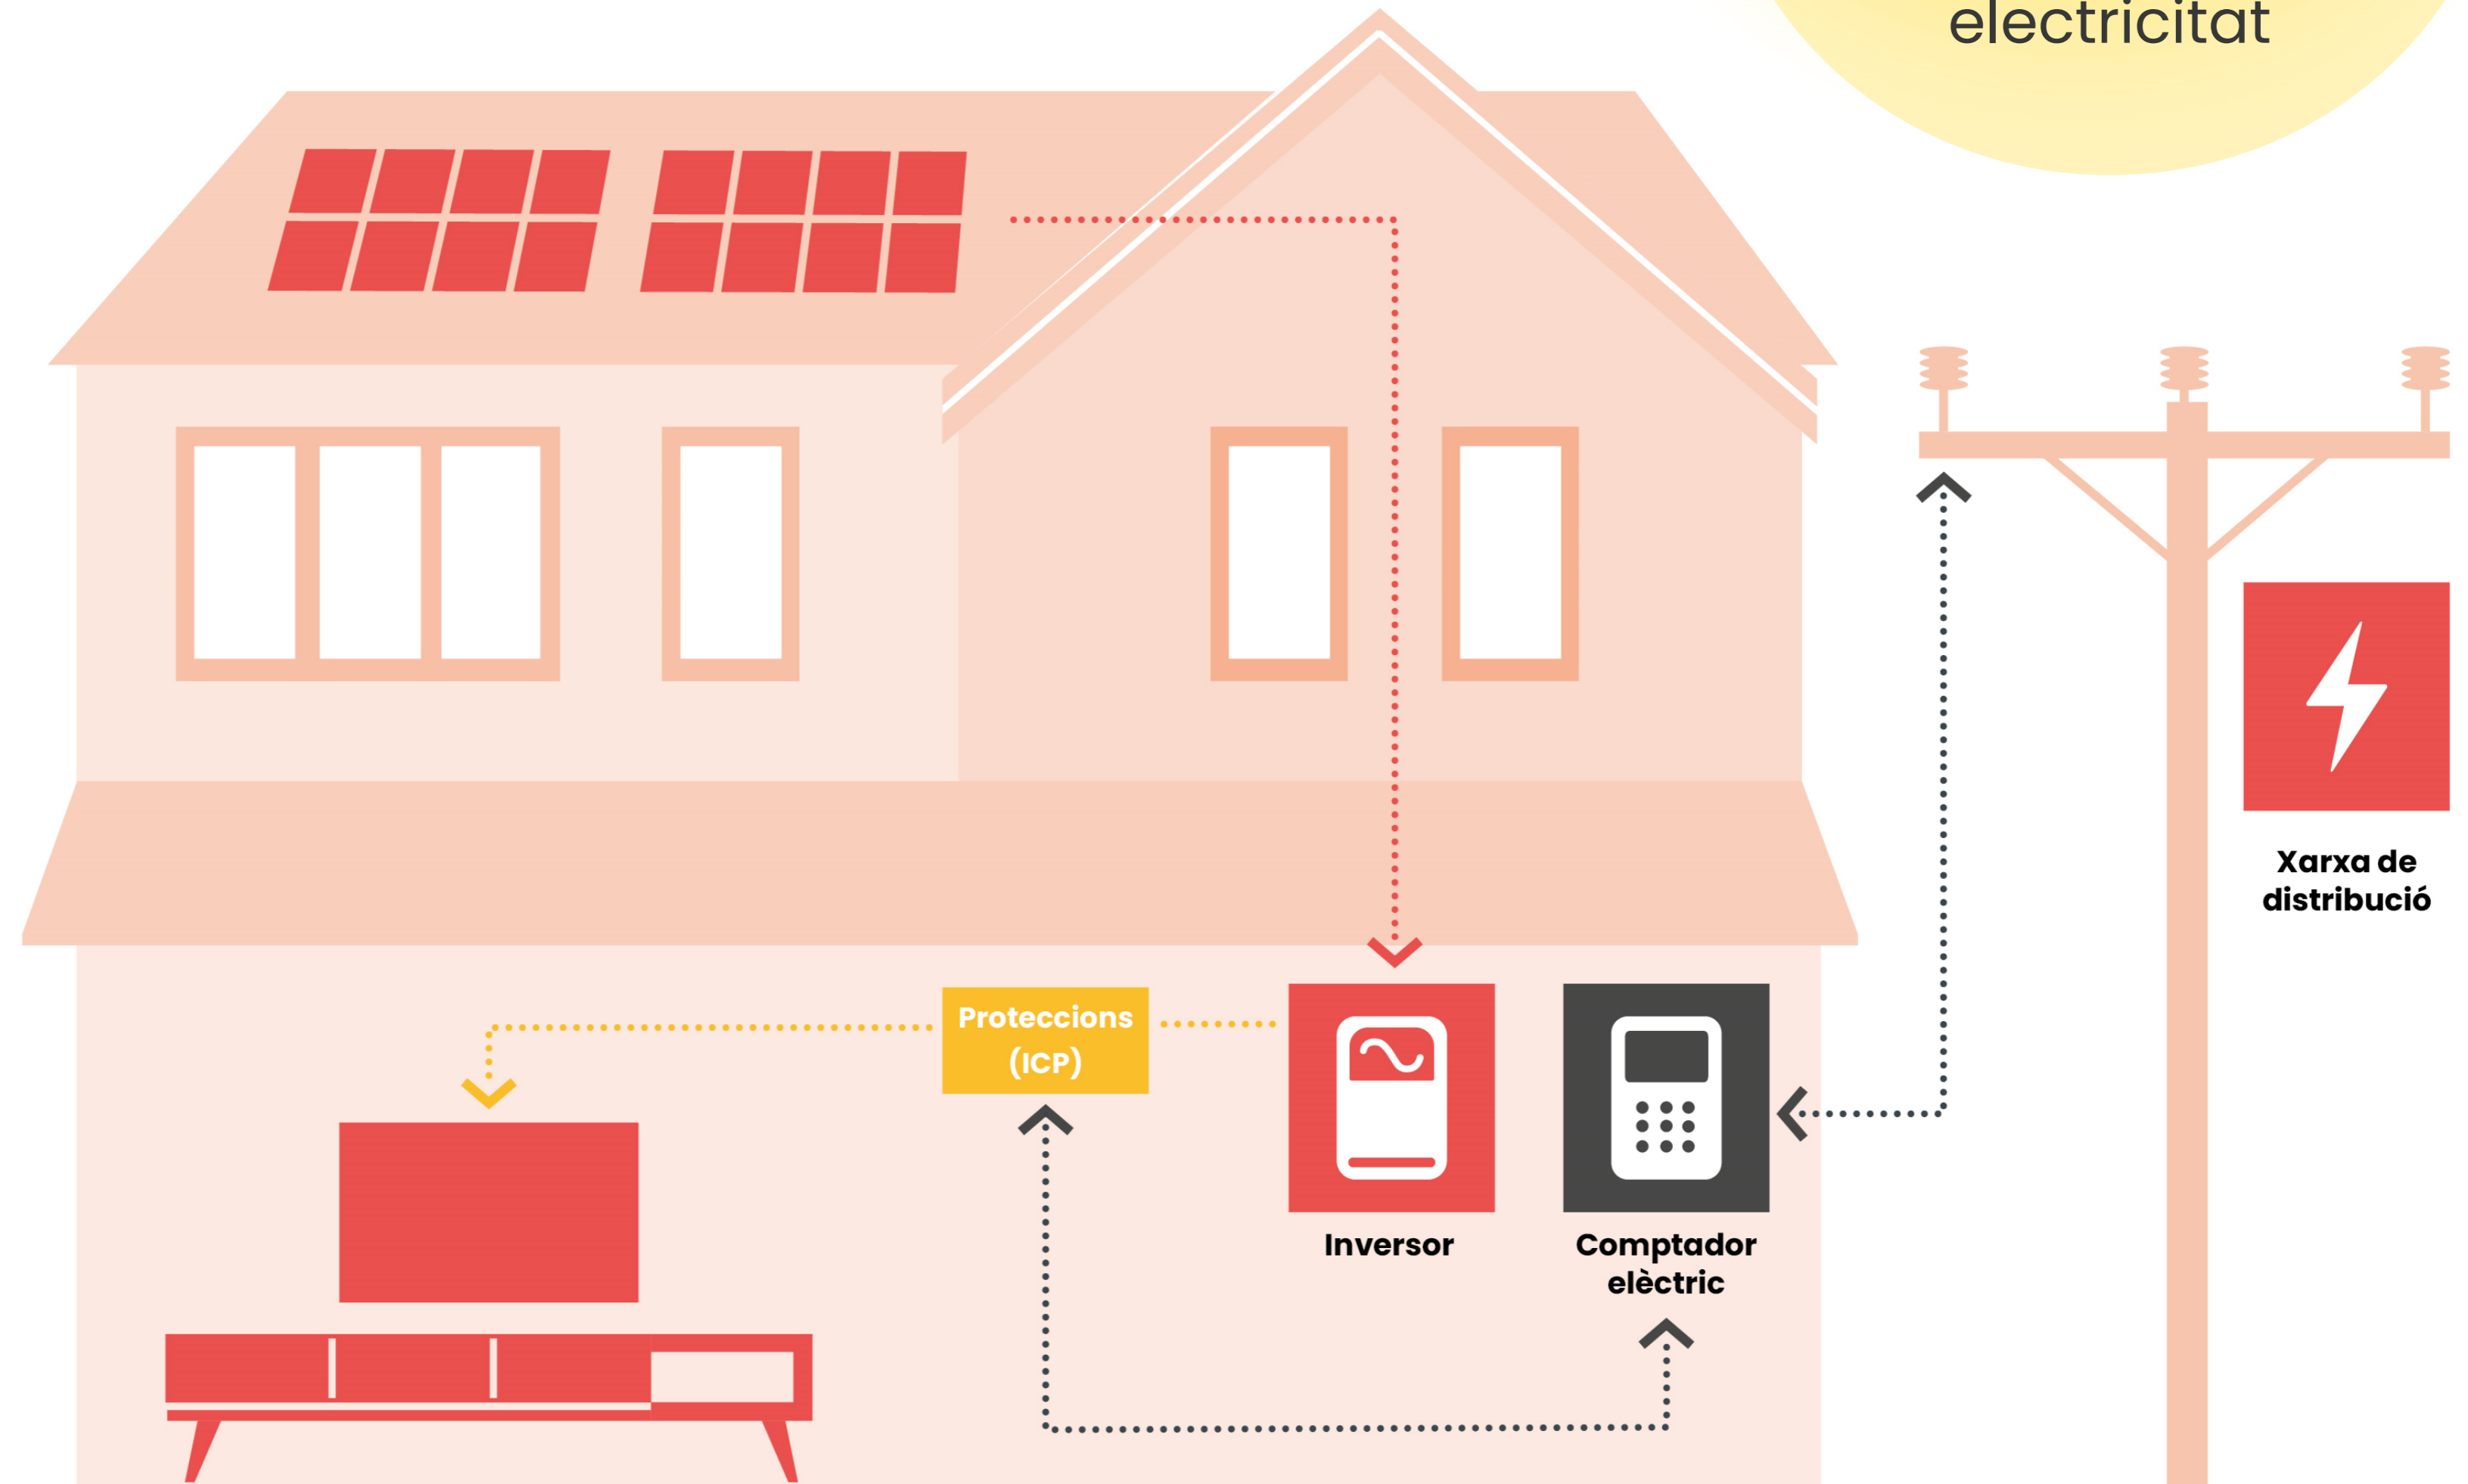 electricitat
Xarxa de
distribució
Proteccions
(ICP)
Inversor
Comptador
elèctric